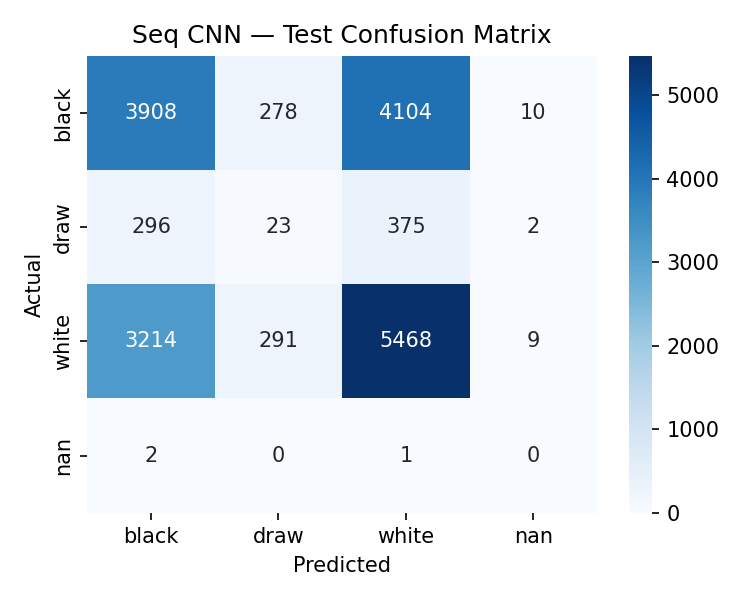 Seq CNN — Test Confusion Matrix
Actual
black 3908 278 4104 10
draw 296 23 375 2
white 3214 291 5468 9
nan 2 0 1 0
black draw white nan
Predicted
5000
4000
3000
2000
1000
0